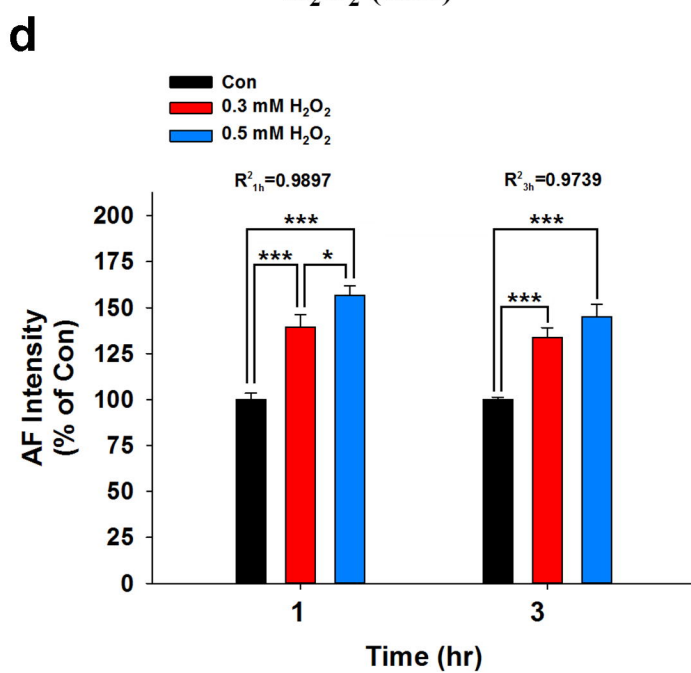 d
Con
0.3 mM H₂O₂
0.5 mM H₂O₂
R²₁ₕ=0.9897
R²₃ₕ=0.9739
200
175
150
125
100
75
50
25
0
***
***
*
***
***
AF Intensity
(% of Con)
1
3
Time (hr)